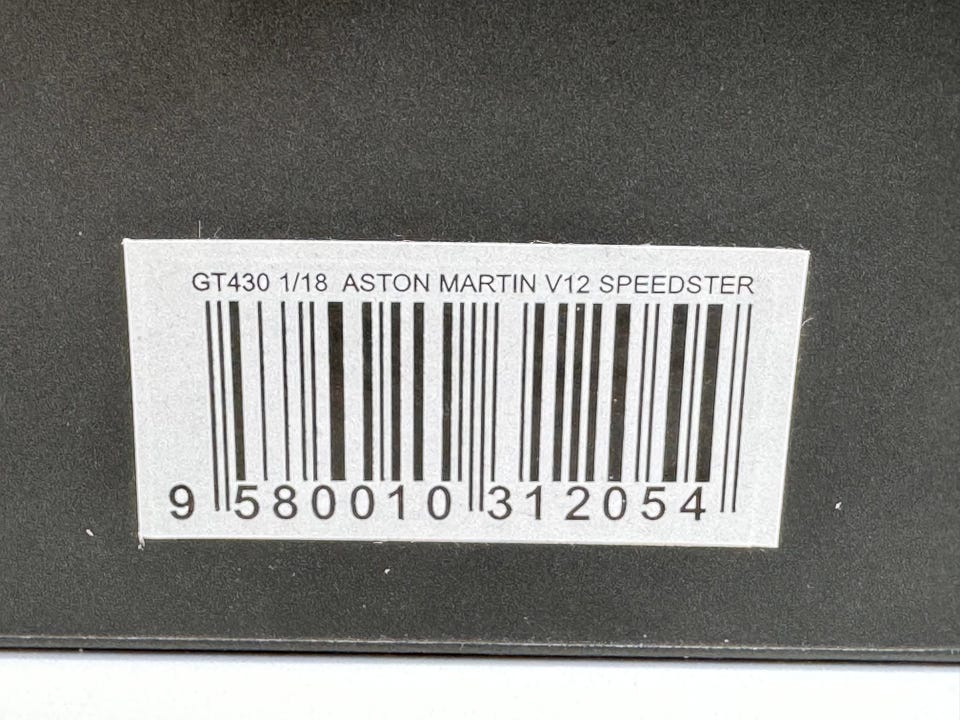 GT430 1/18 ASTON MARTIN V12 SPEEDSTER
9 580010 312054